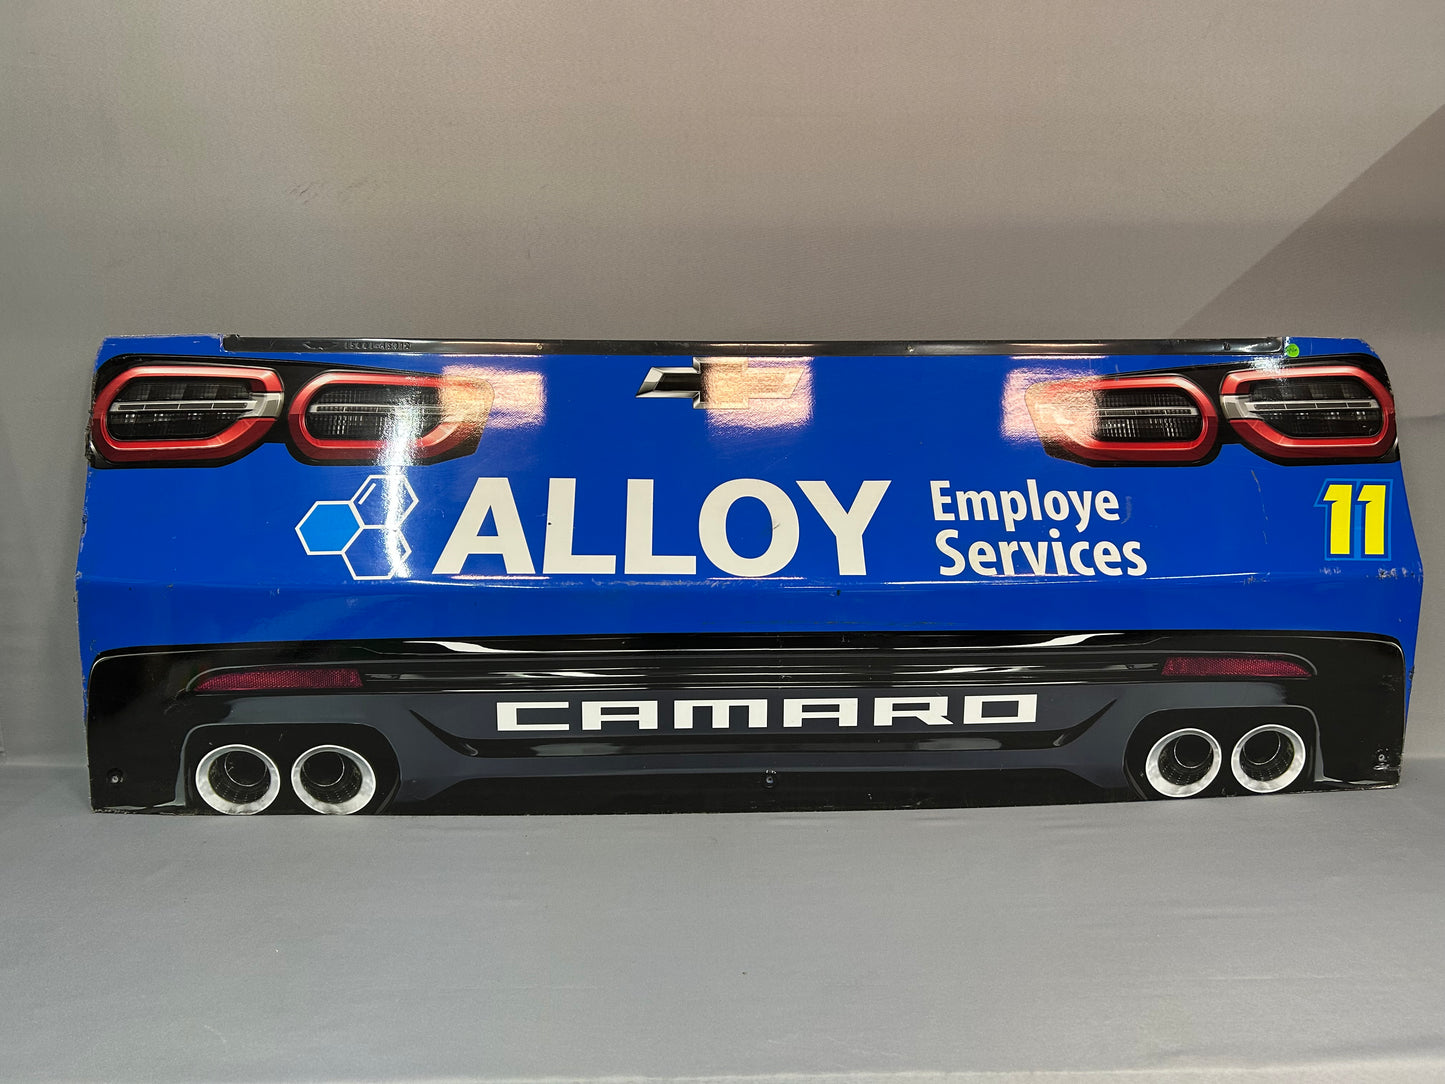 ALLOY
Employe
Services
11
CAMARO